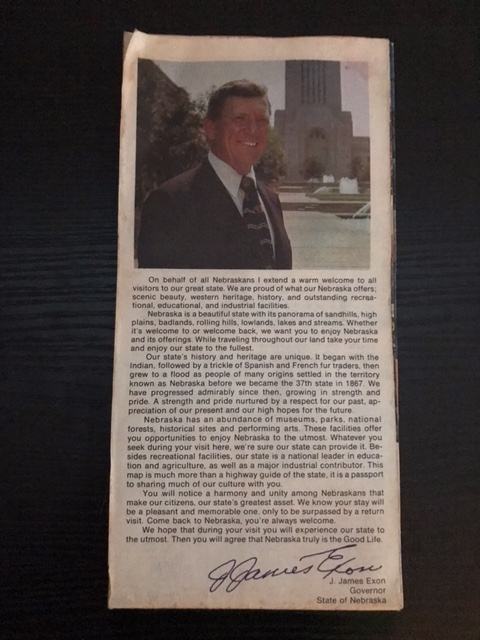 On behalf of all Nebraskans I extend a warm welcome to all
visitors to our great state. We are proud of what our Nebraska offers;
scenic beauty, western heritage, history, and outstanding recrea-
tional, educational, and industrial facilities.
Nebraska is a beautiful state with its panorama of sandhills, high
plains, badlands, rolling hills, lowlands, lakes and streams. Whether
it's welcome to or welcome back, we want you to enjoy Nebraska
and its offerings. While traveling throughout our land take your time
and enjoy our state to the fullest.
Our state's history and heritage are unique. It began with the
Indian, followed by a trickle of Spanish and French fur traders, then
grew to a flood as people of many origins settled in the territory
known as Nebraska before we became the 37th state in 1867. We
have progressed admirably since then, growing in strength and
pride. A strength and pride nurtured by a respect for our past, ap-
preciation of our present and our high hopes for the future.
Nebraska has an abundance of museums, parks, national
forests, historical sites and performing arts. These facilities offer
you opportunities to enjoy Nebraska to the utmost. Whatever you
seek during your visit here, we're sure our state can provide it. Be-
sides recreational facilities, our state is a national leader in educa-
tion and agriculture, as well as a major industrial contributor. This
map is much more than a highway guide of the state, it is a passport
to sharing much of our culture with you.
You will notice a harmony and unity among Nebraskans that
make our citizens, our state's greatest asset. We know your stay will
be a pleasant and memorable one, only to be surpassed by a return
visit. Come back to Nebraska, you're always welcome.
We hope that during your visit you will experience our state to
the utmost. Then you will agree that Nebraska truly is the Good Life.
J James Exon
J. James Exon
Governor
State of Nebraska